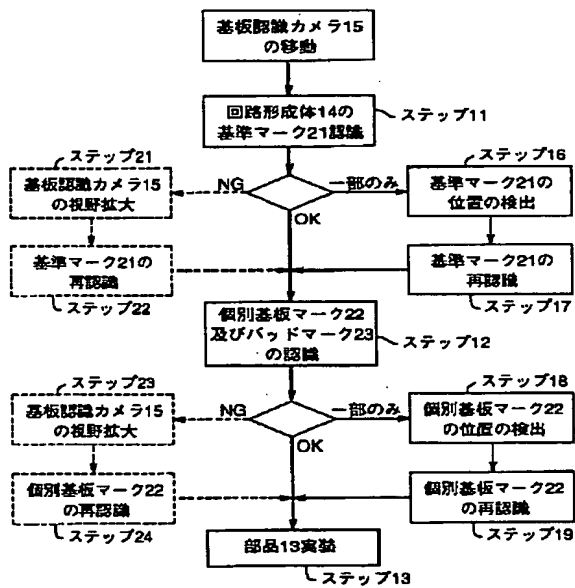 基板認識カメラ15
の移動
回路形成体14の
基準マーク21認識
ステップ11
ステップ21
基板認識カメラ15
の視野拡大
NG
一部のみ
OK
ステップ16
基準マーク21の
位置の検出
基準マーク21の
再認識
ステップ22
基準マーク21の
再認識
ステップ17
個別基板マーク22
及びバッドマーク23
の認識
ステップ12
ステップ23
基板認識カメラ15
の視野拡大
NG
一部のみ
OK
ステップ18
個別基板マーク22
の位置の検出
個別基板マーク22
の再認識
ステップ24
個別基板マーク22
の再認識
ステップ19
部品13実装
ステップ13